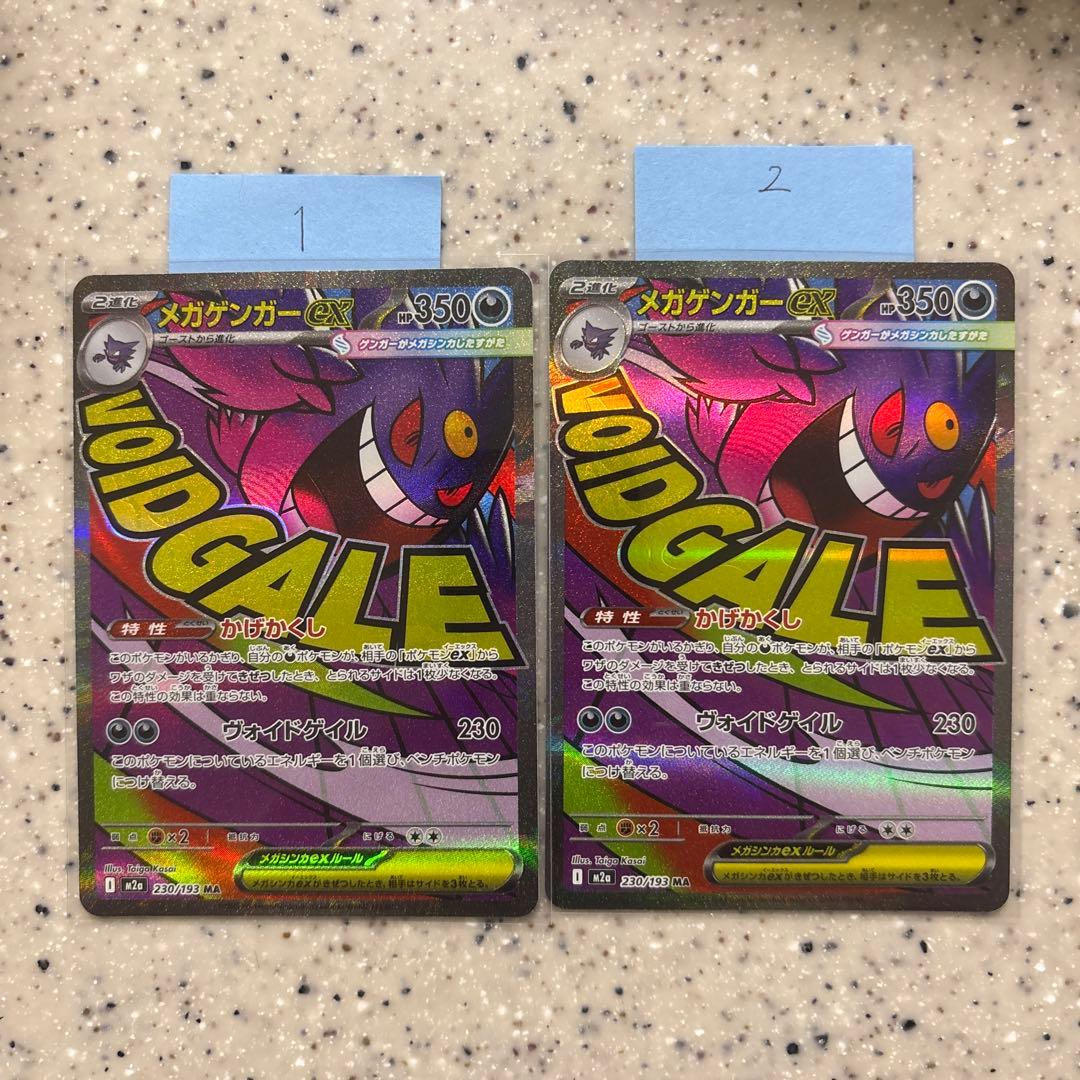 1
2
2進化
メガゲンガーex
HP350
ゴーストから進化
ゲンガーがメガシンカしたすがた
VOID GALE
特性
とくせい
かげかくし
このポケモンがいるかぎり、自分のポケモンが、相手の「ポケモンex」から
ワザのダメージを受けてきぜつしたとき、とられるサイドは1枚少なくなる。
この特性の効果は重ならない。
ヴォイドゲイル 230
このポケモンについているエネルギーを1個選び、ベンチポケモン
につけ替える。
弱点 ×2 抵抗力 にげる
Illus. Taiga Kasai
メガシンカexルール
メガシンカexがきぜつしたとき、相手はサイドを3枚とる。
I M2a 230/193 MA
2進化
メガゲンガーex
HP350
ゴーストから進化
ゲンガーがメガシンカしたすがた
VOID GALE
特性
とくせい
かげかくし
このポケモンがいるかぎり、自分のポケモンが、相手の「ポケモンex」から
ワザのダメージを受けてきぜつしたとき、とられるサイドは1枚少なくなる。
この特性の効果は重ならない。
ヴォイドゲイル 230
このポケモンについているエネルギーを1個選び、ベンチポケモン
につけ替える。
弱点 ×2 抵抗力 にげる
Illus. Taiga Kasai
メガシンカexルール
メガシンカexがきぜつしたとき、相手はサイドを3枚とる。
I M2a 230/193 MA